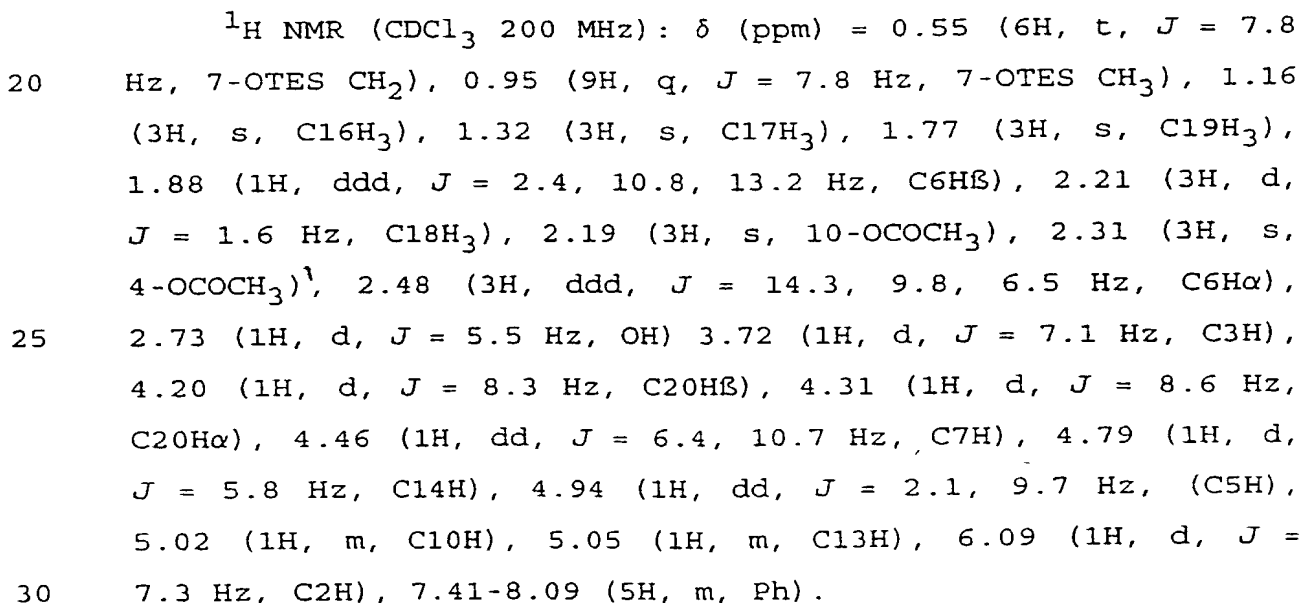 ¹H NMR (CDCl₃ 200 MHz): δ (ppm) = 0.55 (6H, t, J = 7.8
20 Hz, 7-OTES CH₂), 0.95 (9H, q, J = 7.8 Hz, 7-OTES CH₃), 1.16
(3H, s, C16H₃), 1.32 (3H, s, C17H₃), 1.77 (3H, s, C19H₃),
1.88 (1H, ddd, J = 2.4, 10.8, 13.2 Hz, C6Hß), 2.21 (3H, d,
J = 1.6 Hz, C18H₃), 2.19 (3H, s, 10-OCOCH₃), 2.31 (3H, s,
4-OCOCH₃), 2.48 (3H, ddd, J = 14.3, 9.8, 6.5 Hz, C6Hα),
25 2.73 (1H, d, J = 5.5 Hz, OH) 3.72 (1H, d, J = 7.1 Hz, C3H),
4.20 (1H, d, J = 8.3 Hz, C20Hß), 4.31 (1H, d, J = 8.6 Hz,
C20Hα), 4.46 (1H, dd, J = 6.4, 10.7 Hz, C7H), 4.79 (1H, d,
J = 5.8 Hz, C14H), 4.94 (1H, dd, J = 2.1, 9.7 Hz, (C5H),
5.02 (1H, m, C10H), 5.05 (1H, m, C13H), 6.09 (1H, d, J =
30 7.3 Hz, C2H), 7.41-8.09 (5H, m, Ph).